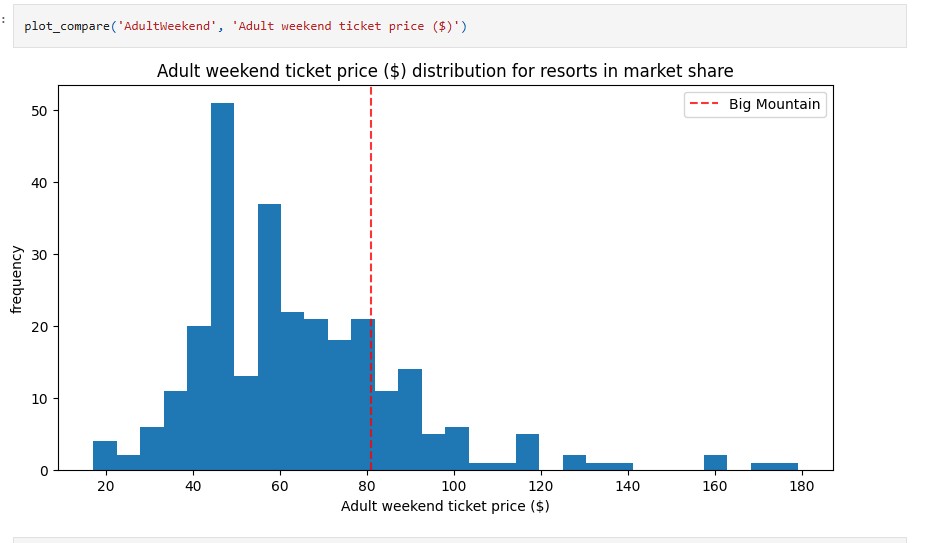 :
plot_compare('AdultWeekend', 'Adult weekend ticket price ($)')
Adult weekend ticket price ($) distribution for resorts in market share
Big Mountain
50
40
30
20
10
0
frequency
20 40 60 80 100 120 140 160 180
Adult weekend ticket price ($)